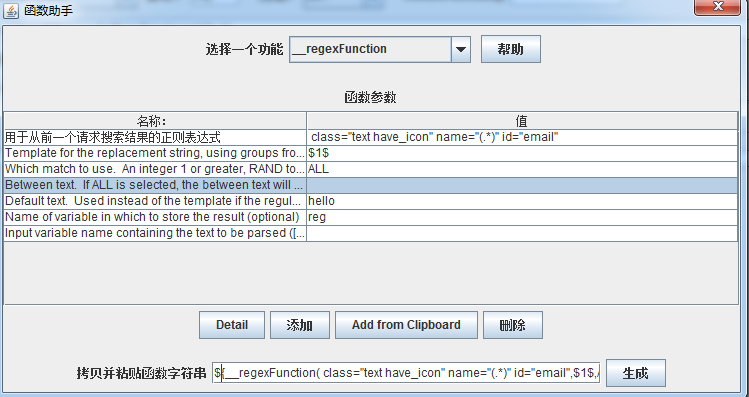 函数助手
选择一个功能 __regexFunction 帮助
函数参数
名称: 值
用于从前一个请求搜索结果的正则表达式 class="text have_icon" name="(.*)" id="email"
Template for the replacement string, using groups fro... $1$
Which match to use. An integer 1 or greater, RAND to... ALL
Between text. If ALL is selected, the between text will ...
Default text. Used instead of the template if the regul... hello
Name of variable in which to store the result (optional) reg
Input variable name containing the text to be parsed ([...
Detail 添加 Add from Clipboard 删除
拷贝并粘贴函数字符串 ${__regexFunction( class="text have_icon" name="(.*)" id="email",$1$,/ 生成